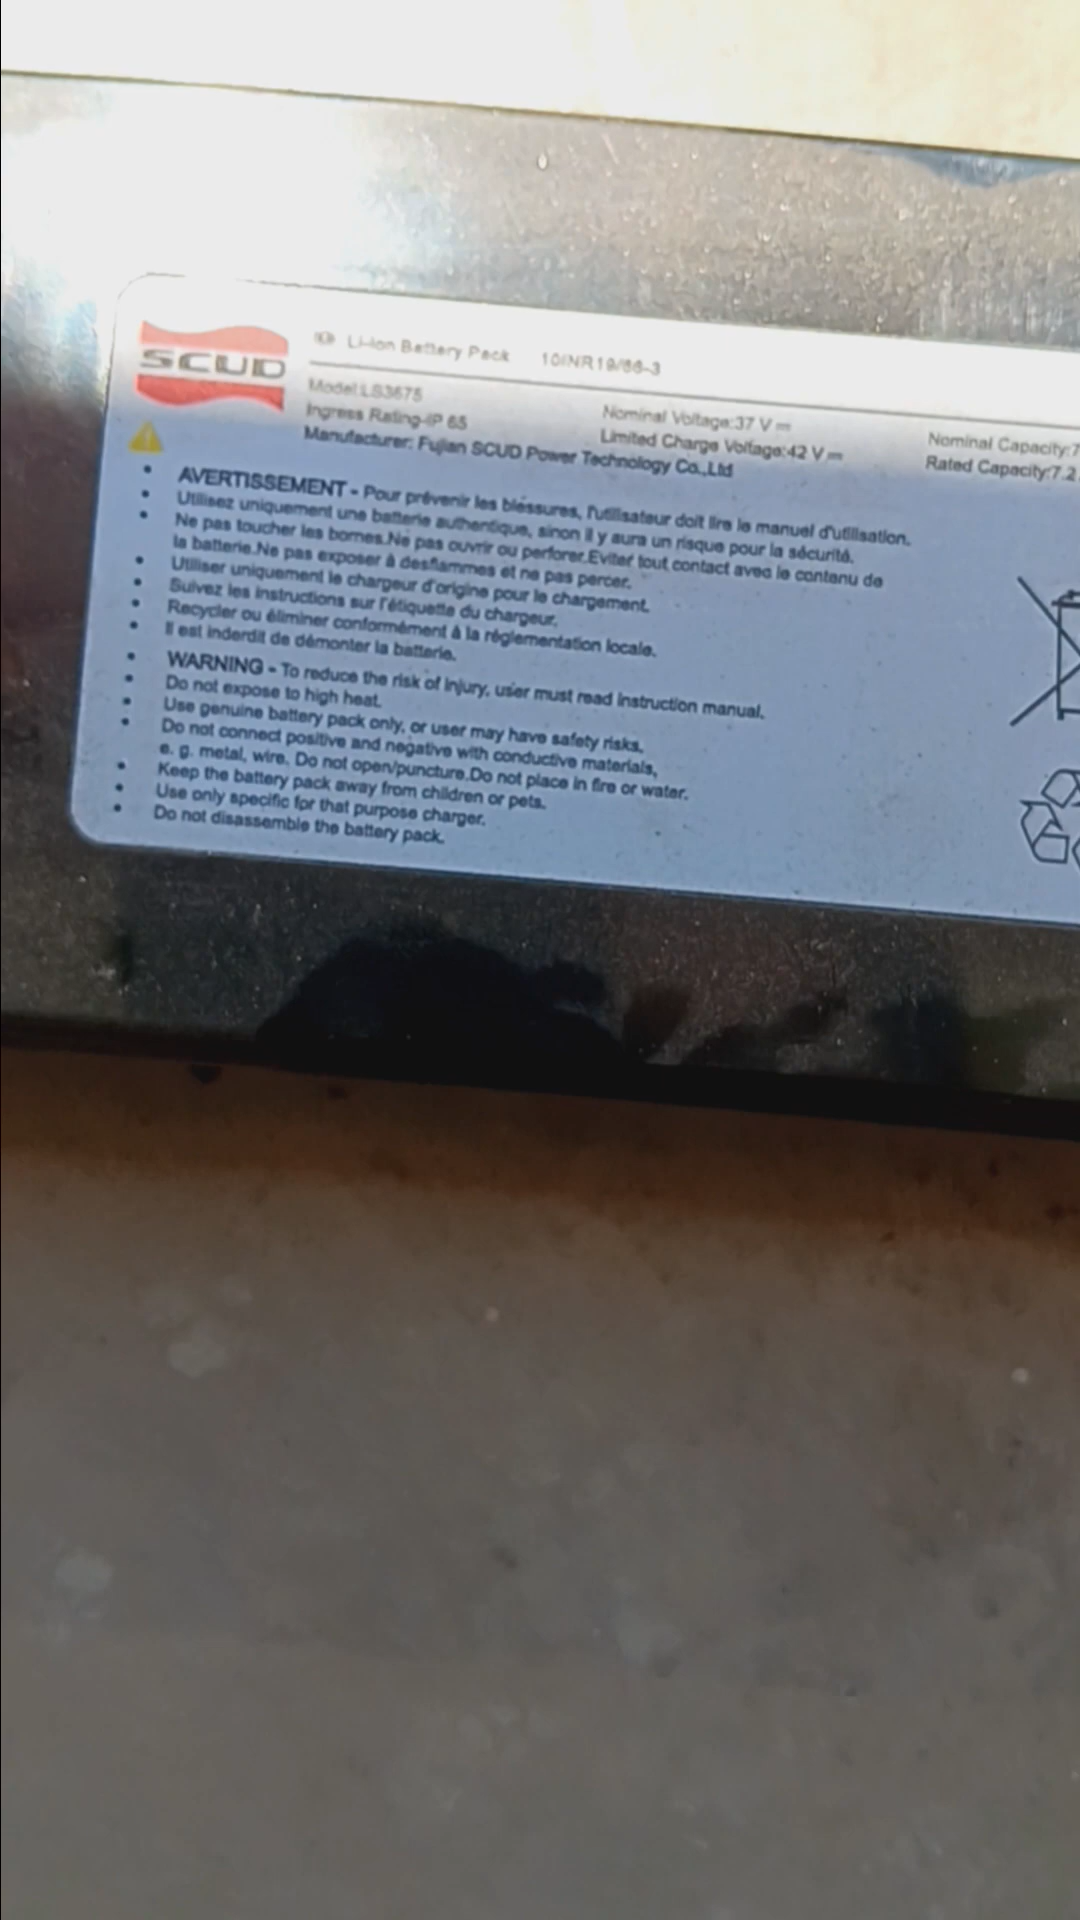 SCUD
Li-ion Battery Pack 10INR19/66-3
Model:LS3675
Nominal Voltage:37 V
Nominal Capacity:7
Ingress Rating-IP 65
Limited Charge Voltage:42 V
Rated Capacity:7.2
Manufacturer: Fujian SCUD Power Technology Co.,Ltd
AVERTISSEMENT - Pour prévenir les blessures, l'utilisateur doit lire le manuel d'utilisation.
Utilisez uniquement une batterie authentique, sinon il y aura un risque pour la sécurité.
Ne pas toucher les bornes.Ne pas ouvrir ou perforer.Eviter tout contact avec le contenu de
la batterie.Ne pas exposer à desflammes et ne pas percer.
Utiliser uniquement le chargeur d'origine pour le chargement.
Suivez les instructions sur l'étiquette du chargeur.
Recycler ou éliminer conformément à la réglementation locale.
Il est inderdit de démonter la batterie.
WARNING - To reduce the risk of injury, user must read instruction manual.
Do not expose to high heat.
Use genuine battery pack only, or user may have safety risks.
Do not connect positive and negative with conductive materials,
e. g. metal, wire. Do not open/puncture.Do not place in fire or water.
Keep the battery pack away from children or pets.
Use only specific for that purpose charger.
Do not disassemble the battery pack.